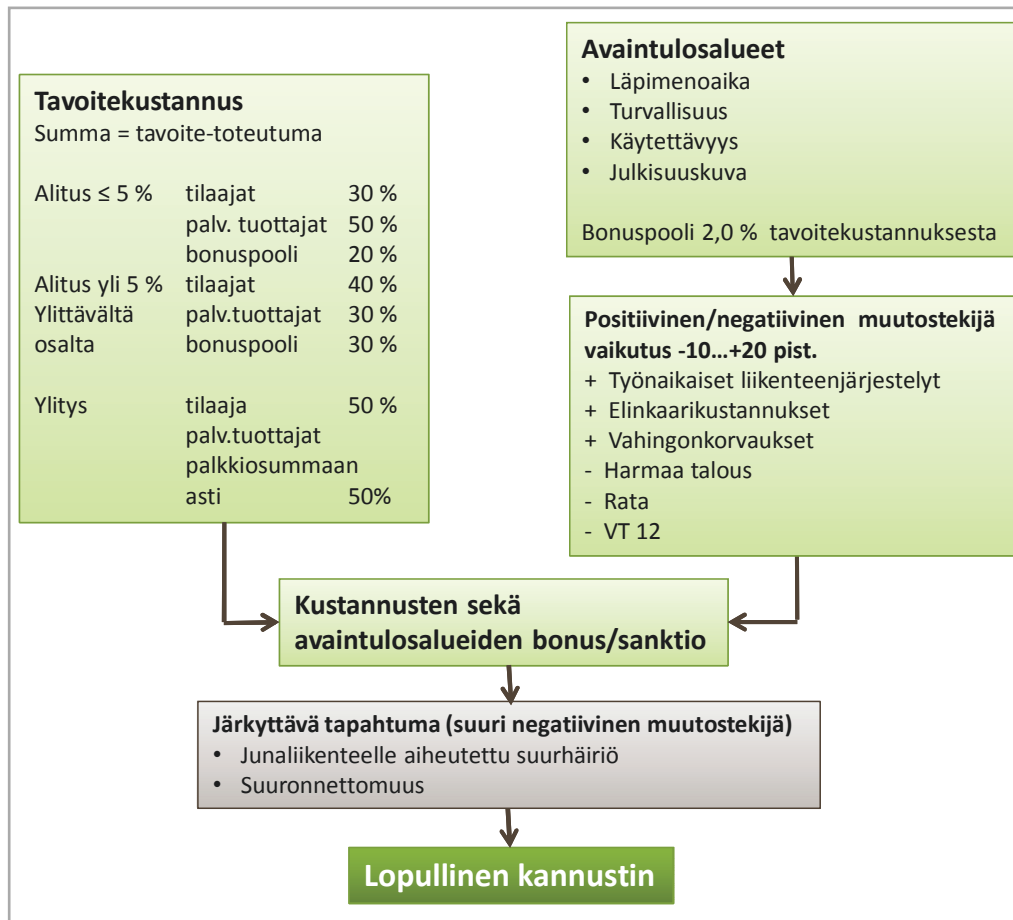 Tavoitekustannus
Summa = tavoite-toteutuma
Alitus ≤ 5 % tilaajat 30 %
palv. tuottajat 50 %
bonuspooli 20 %
Alitus yli 5 % tilaajat 40 %
Ylittävältä palv.tuottajat 30 %
osalta bonuspooli 30 %
Ylitys tilaaja 50 %
palv.tuottajat
palkkiosummaan
asti 50%
Avaintulosalueet
• Läpimenoaika
• Turvallisuus
• Käytettävyys
• Julkisuuskuva
Bonuspooli 2,0 % tavoitekustannuksesta
Positiivinen/negatiivinen muutostekijä
vaikutus -10...+20 pist.
+ Työnaikaiset liikenteenjärjestelyt
+ Elinkaarikustannukset
+ Vahingonkorvaukset
- Harmaa talous
- Rata
- VT 12
Kustannusten sekä
avaintulosalueiden bonus/sanktio
Järkyttävä tapahtuma (suuri negatiivinen muutostekijä)
• Junaliikenteelle aiheutettu suurhäiriö
• Suuronnettomuus
Lopullinen kannustin